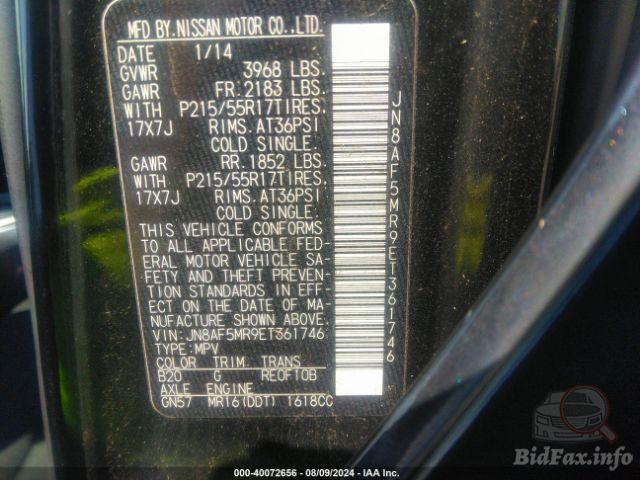 MFD BY.NISSAN MOTOR CO.,LTD.
DATE 1/14
GVWR 3968 LBS.
GAWR FR.2183 LBS.
WITH P215/55R17TIRES.
17X7J RIMS.AT36PSI
COLD SINGLE.
GAWR RR.1852 LBS.
WITH P215/55R17TIRES.
17X7J RIMS.AT36PSI
COLD SINGLE.
THIS VEHICLE CONFORMS
TO ALL APPLICABLE FED-
ERAL MOTOR VEHICLE SA-
FETY AND THEFT PREVEN-
TION STANDARDS IN EFF-
ECT ON THE DATE OF MA-
NUFACTURE SHOWN ABOVE.
VIN:JN8AF5MR9ET361746
TYPE:MPV
COLOR TRIM TRANS
B20 G RE0F10B
AXLE ENGINE
GN57 MR16(DDT) 1618CC
JN8AF5MR9ET361746
M
000-40072656 - 08/09/2024 - IAA Inc.
BidFax.info